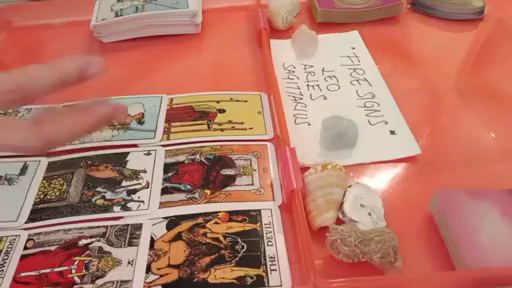 • FIRE SIGNS •
LEO
ARIES
SAGITTARIUS
THE DEVIL